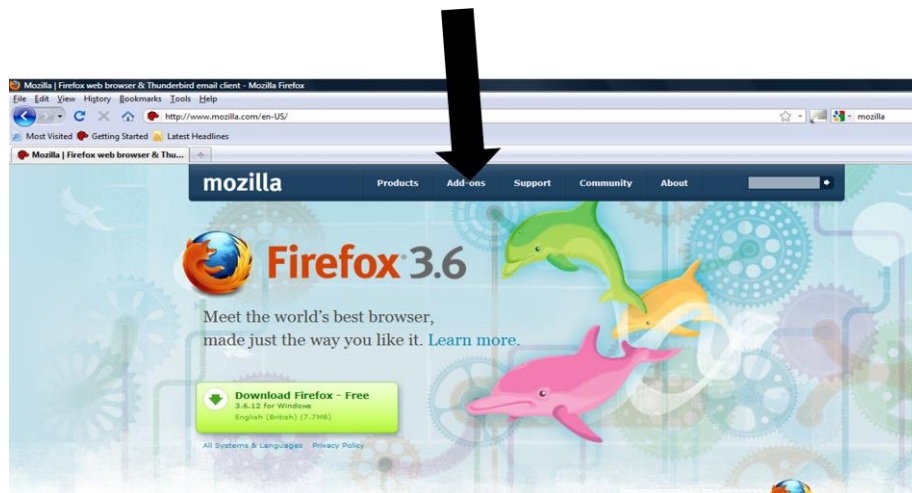 Mozilla | Firefox web browser & Thunderbird email client - Mozilla Firefox
File Edit View History Bookmarks Tools Help
http://www.mozilla.com/en-US/
mozilla
Most Visited Getting Started Latest Headlines
Mozilla | Firefox web browser & Thu...
mozilla Products Add-ons Support Community About
Firefox 3.6
Meet the world's best browser,
made just the way you like it. Learn more.
Download Firefox - Free
3.6.12 for Windows
English (British) (7.7MB)
All Systems & Languages Privacy Policy